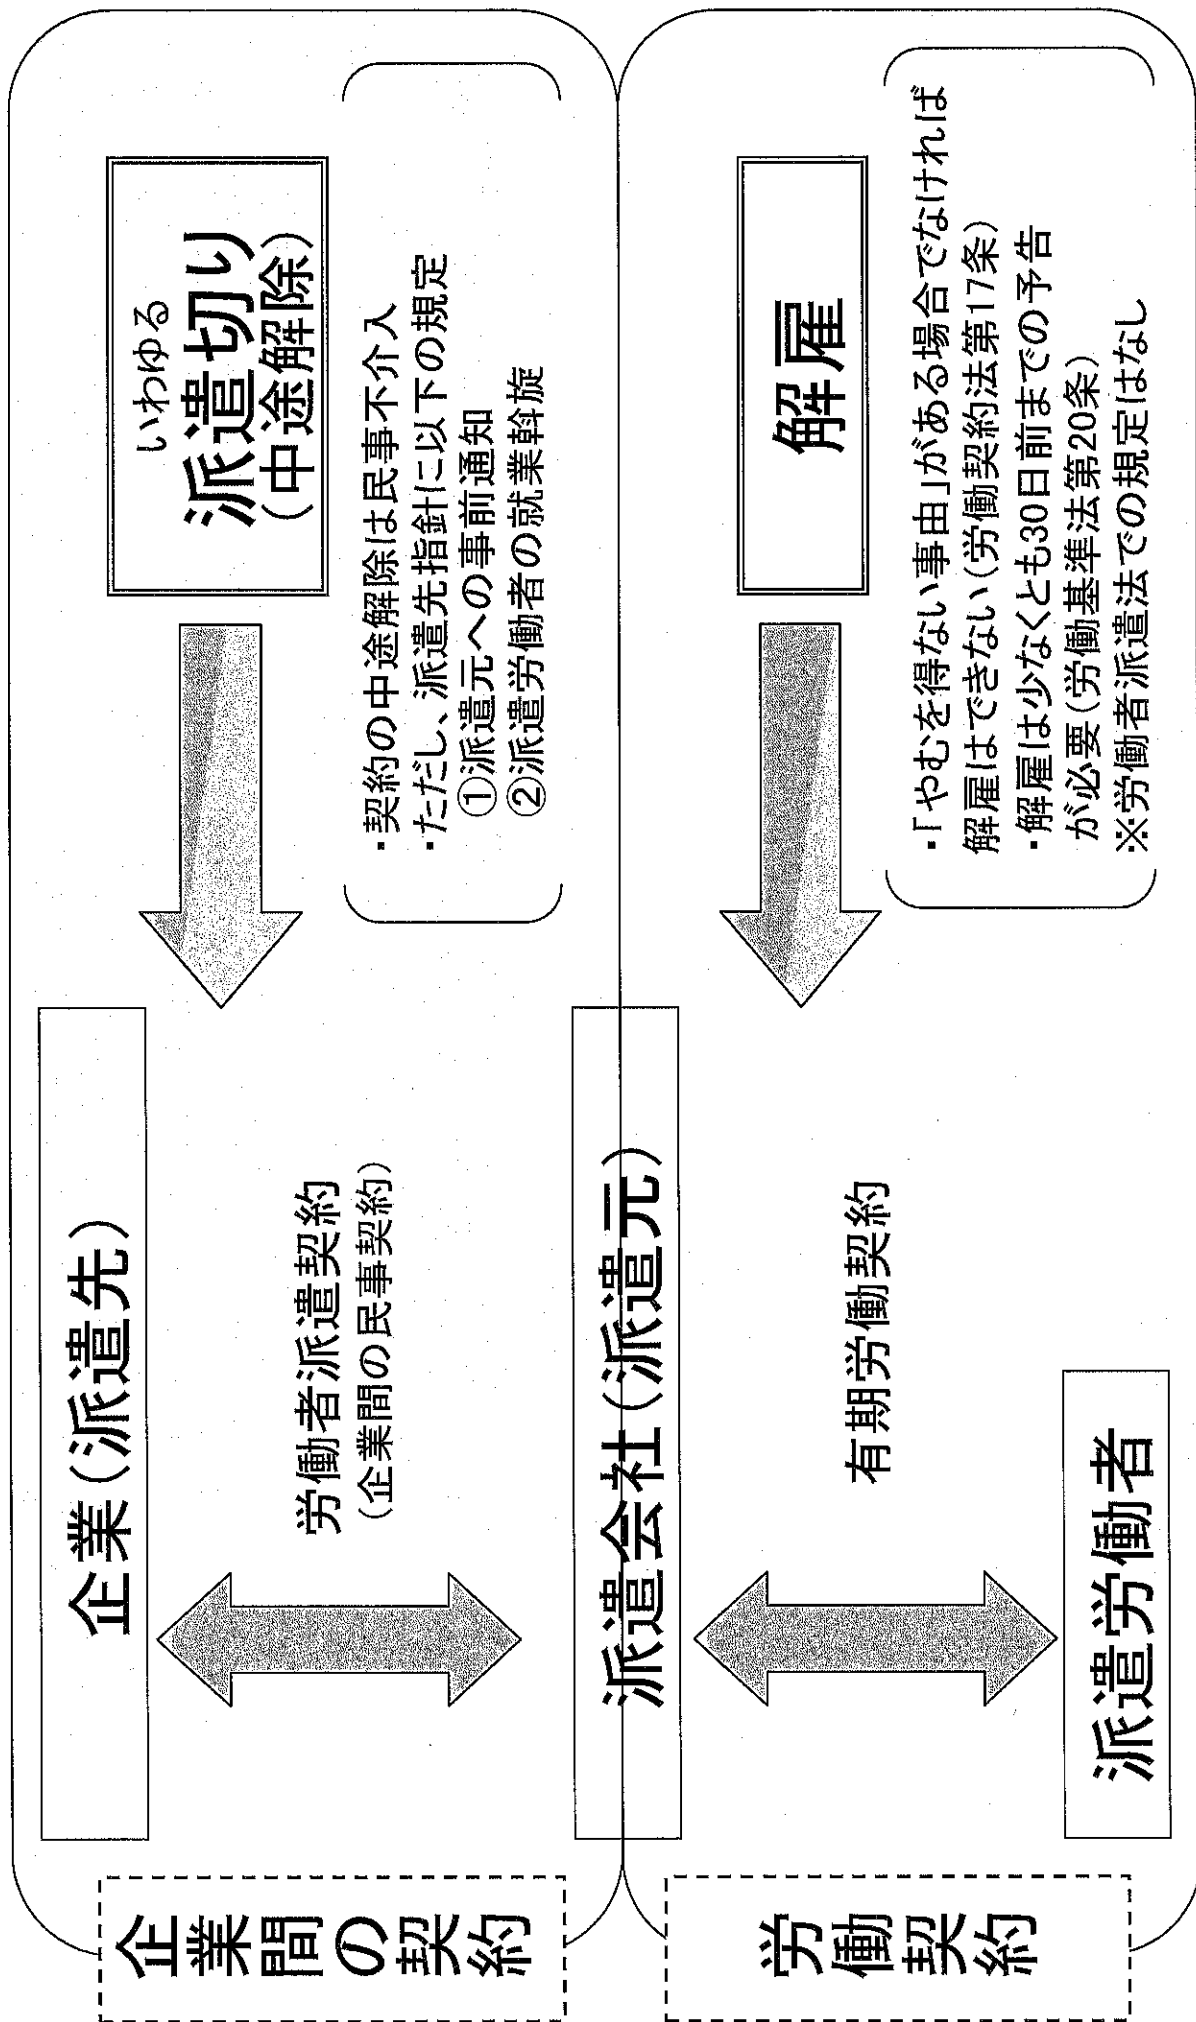 企業間の契約
企業（派遣先）
労働者派遣契約
（企業間の民事契約）
いわゆる
派遣切り
（中途解除）
・契約の中途解除は民事不介入
・ただし、派遣先指針に以下の規定
①派遣元への事前通知
②派遣労働者の就業斡旋
派遣会社（派遣元）
労働契約
有期労働契約
派遣労働者
解雇
・「やむを得ない事由」がある場合でなければ
解雇はできない（労働契約法第17条）
・解雇は少なくとも30日前までの予告
が必要（労働基準法第20条）
※労働者派遣法での規定はなし